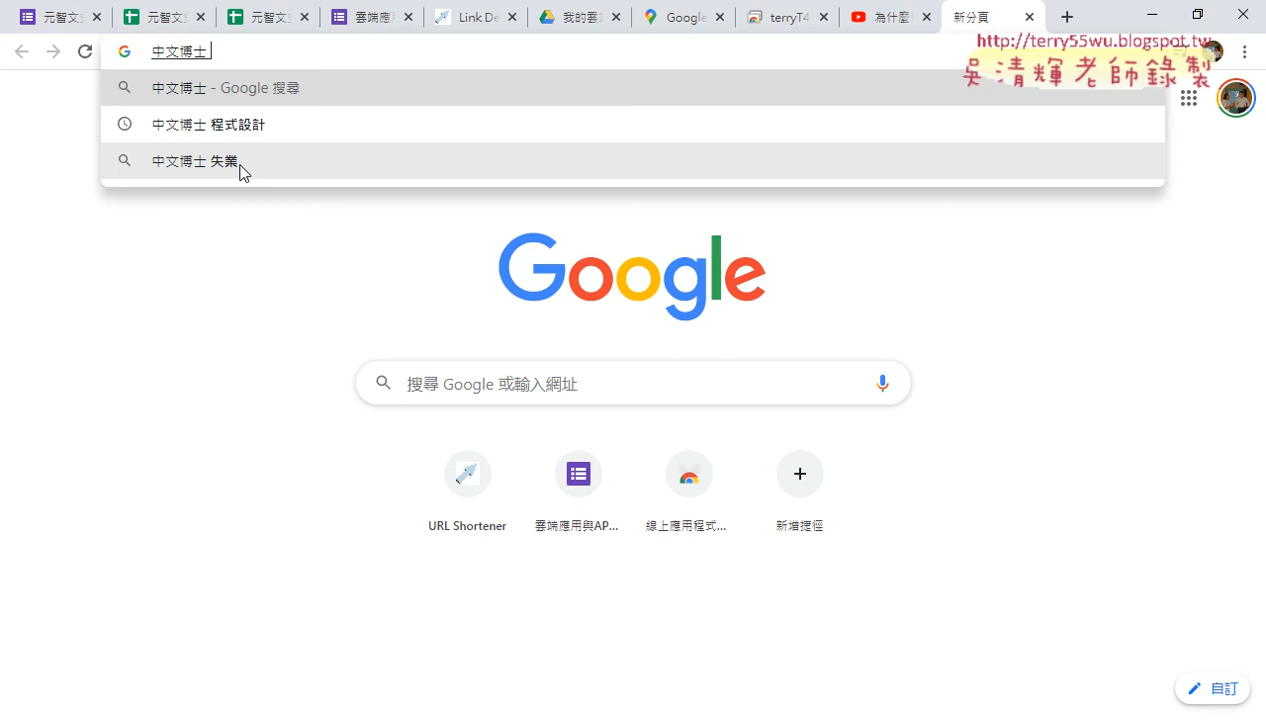 元智文
元智文
元智文
雲端應
Link De
我的雲
Google
terryT4
為什麼
新分頁
中文博士
http://terry55wu.blogspot.tw
吳清輝老師錄製
中文博士 - Google 搜尋
中文博士 程式設計
中文博士 失業
Google
搜尋 Google 或輸入網址
URL Shortener
雲端應用與AP...
線上應用程式...
新增捷徑
自訂